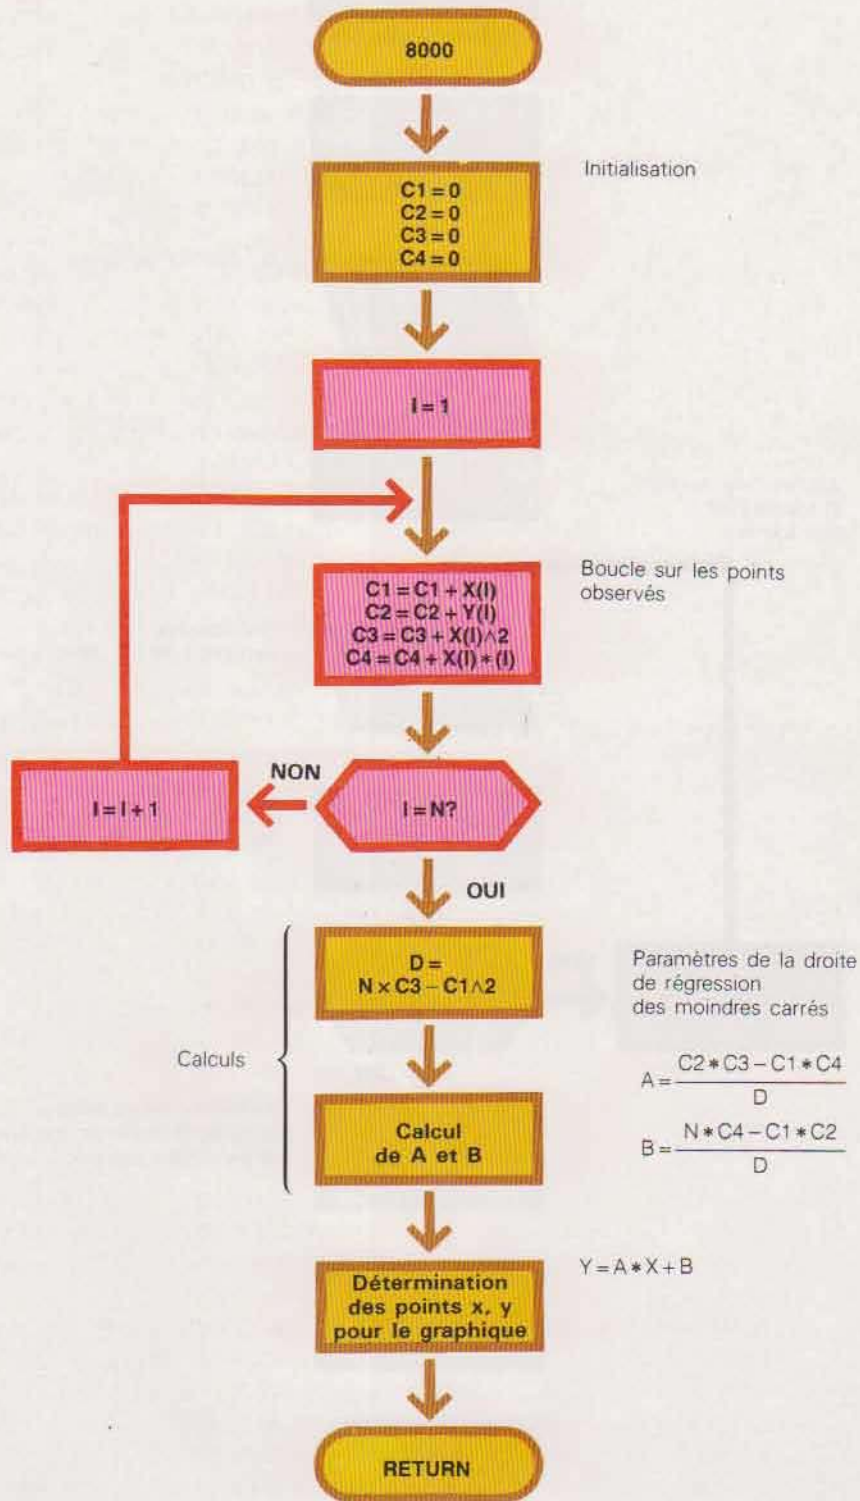 8000
Initialisation
C1 = 0
C2 = 0
C3 = 0
C4 = 0
I = 1
Boucle sur les points
observés
C1 = C1 + X(I)
C2 = C2 + Y(I)
C3 = C3 + X(I)∧2
C4 = C4 + X(I) * (I)
NON
I = I + 1
I = N?
OUI
D =
N × C3 – C1∧2
Paramètres de la droite
de régression
des moindres carrés
Calculs
A = C2 * C3 – C1 * C4
D
Calcul
de A et B
B = N * C4 – C1 * C2
D
Détermination
des points x, y
pour le graphique
Y = A * X + B
RETURN